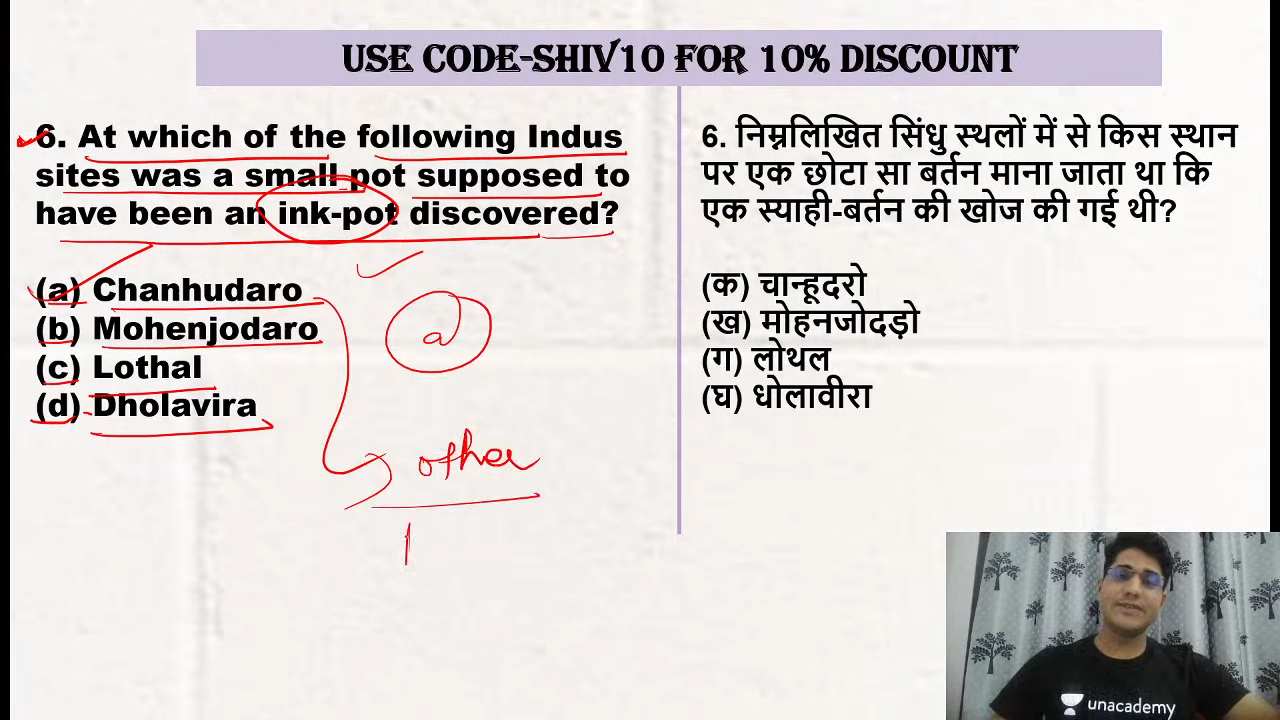 USE CODE-SHIV10 FOR 10% DISCOUNT
6. At which of the following Indus
sites was a small pot supposed to
have been an ink-pot discovered?
(a) Chanhudaro
(b) Mohenjodaro
(c) Lothal
(d) Dholavira
a
other
1
6. निम्नलिखित सिंधु स्थलों में से किस स्थान
पर एक छोटा सा बर्तन माना जाता था कि
एक स्याही-बर्तन की खोज की गई थी?
(क) चान्हूदरो
(ख) मोहनजोदड़ो
(ग) लोथल
(घ) धोलावीरा
unacademy